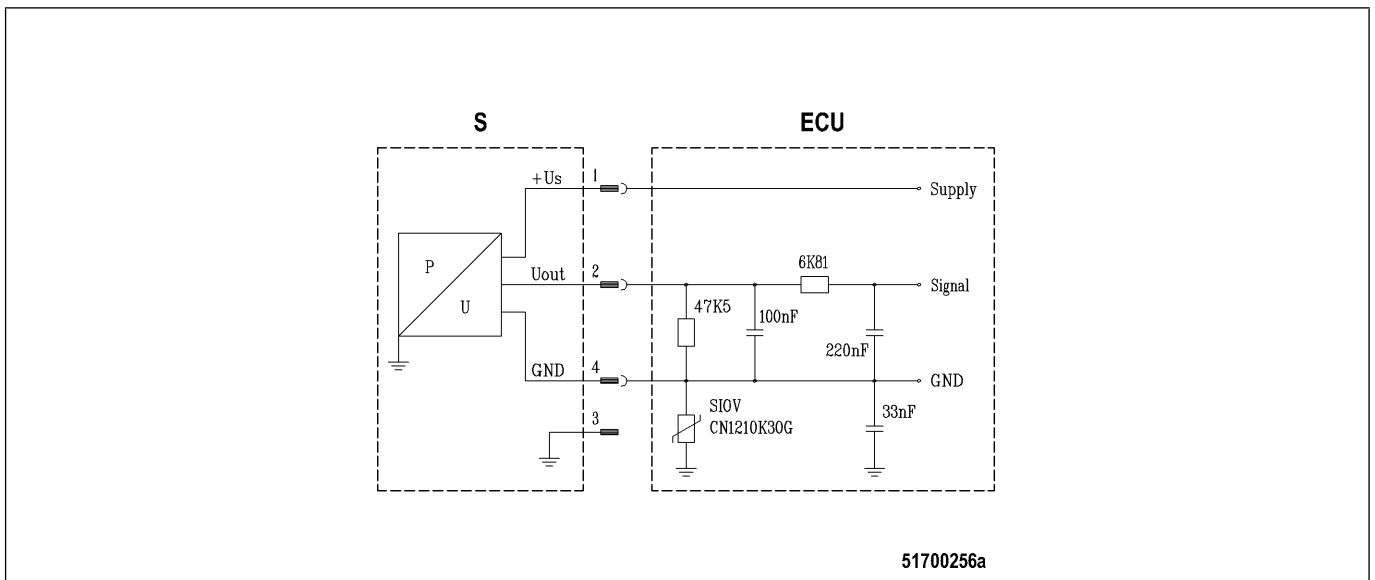 S
ECU
+Us
1
Supply
P
U
Uout
2
6K81
Signal
47K5
100nF
220nF
GND
4
GND
SIOV
CN1210K30G
33nF
3
51700256a